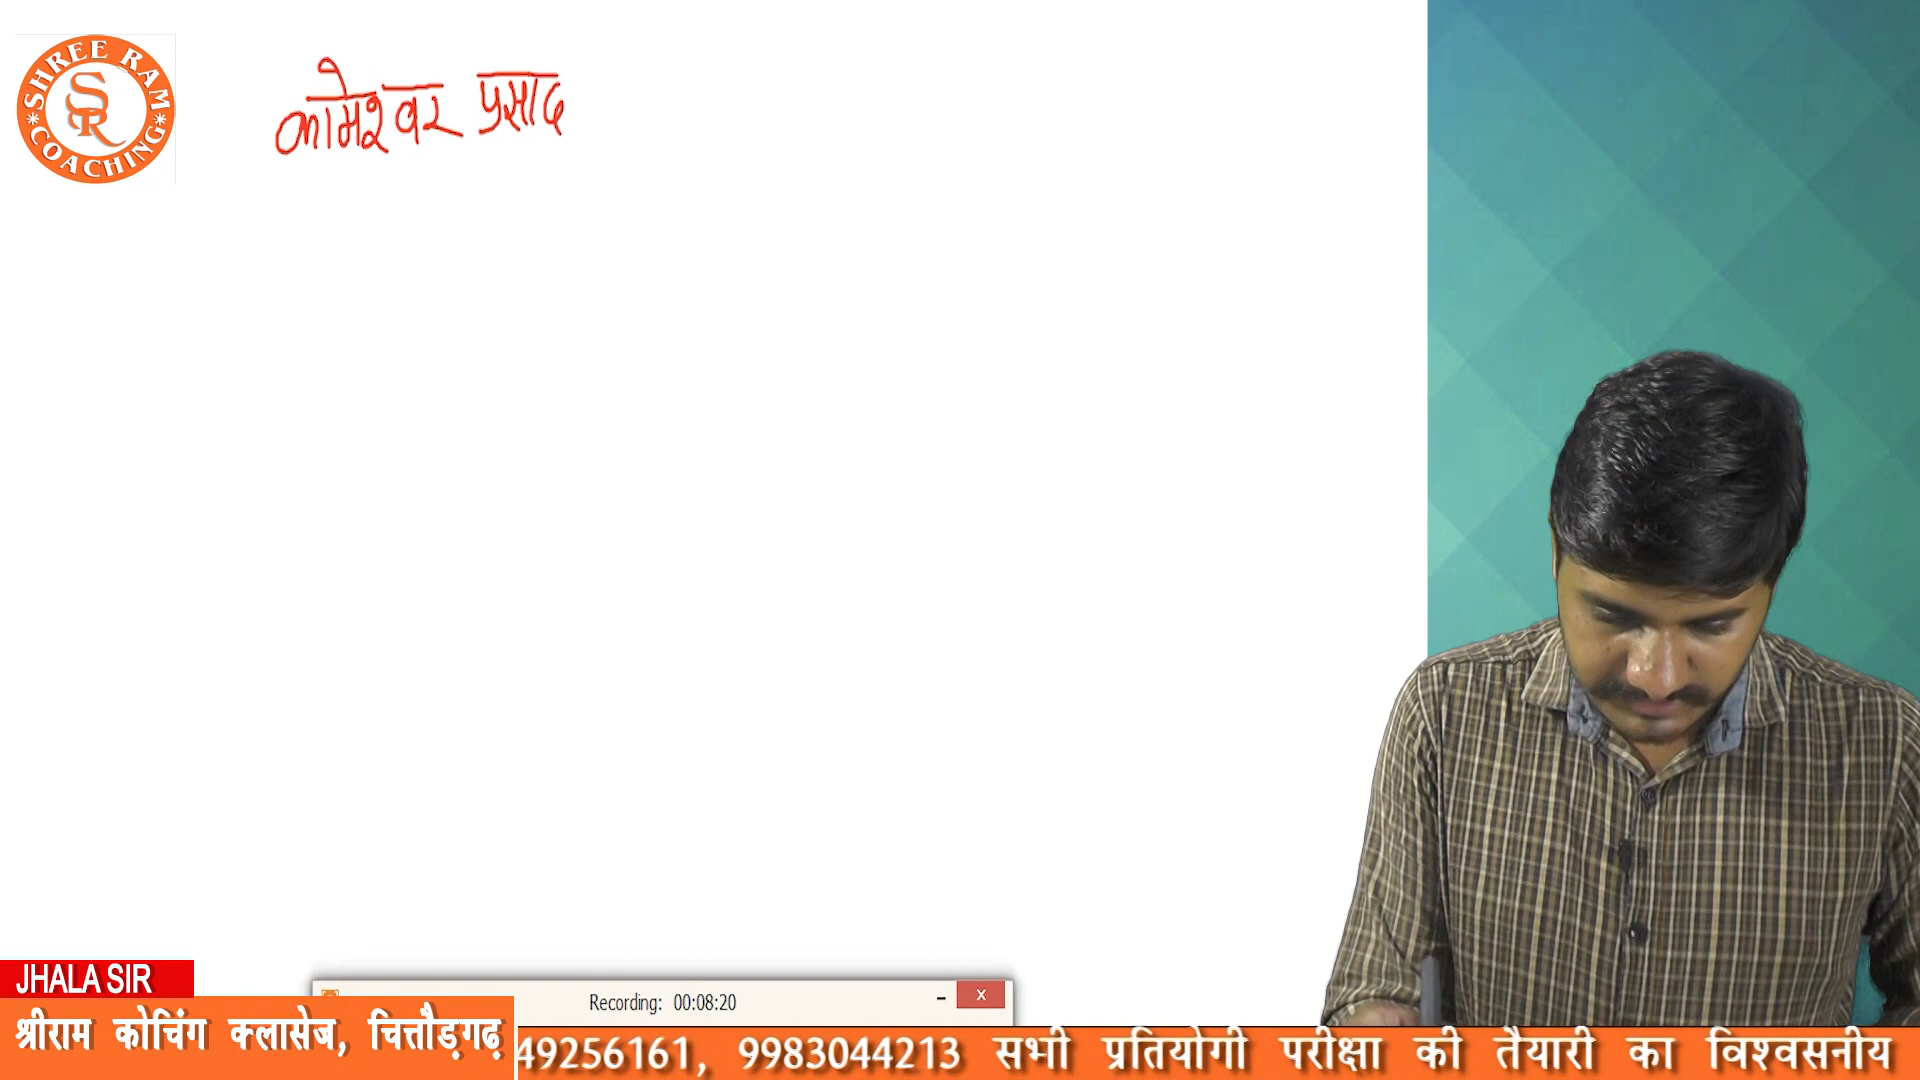 SHREE RAM
SR
COACHING
कामेश्वर प्रसाद
JHALA SIR
Recording: 00:08:20
x
श्रीराम कोचिंग क्लासेज, चित्तौड़गढ़
49256161, 9983044213 सभी प्रतियोगी परीक्षा की तैयारी का विश्वसनीय